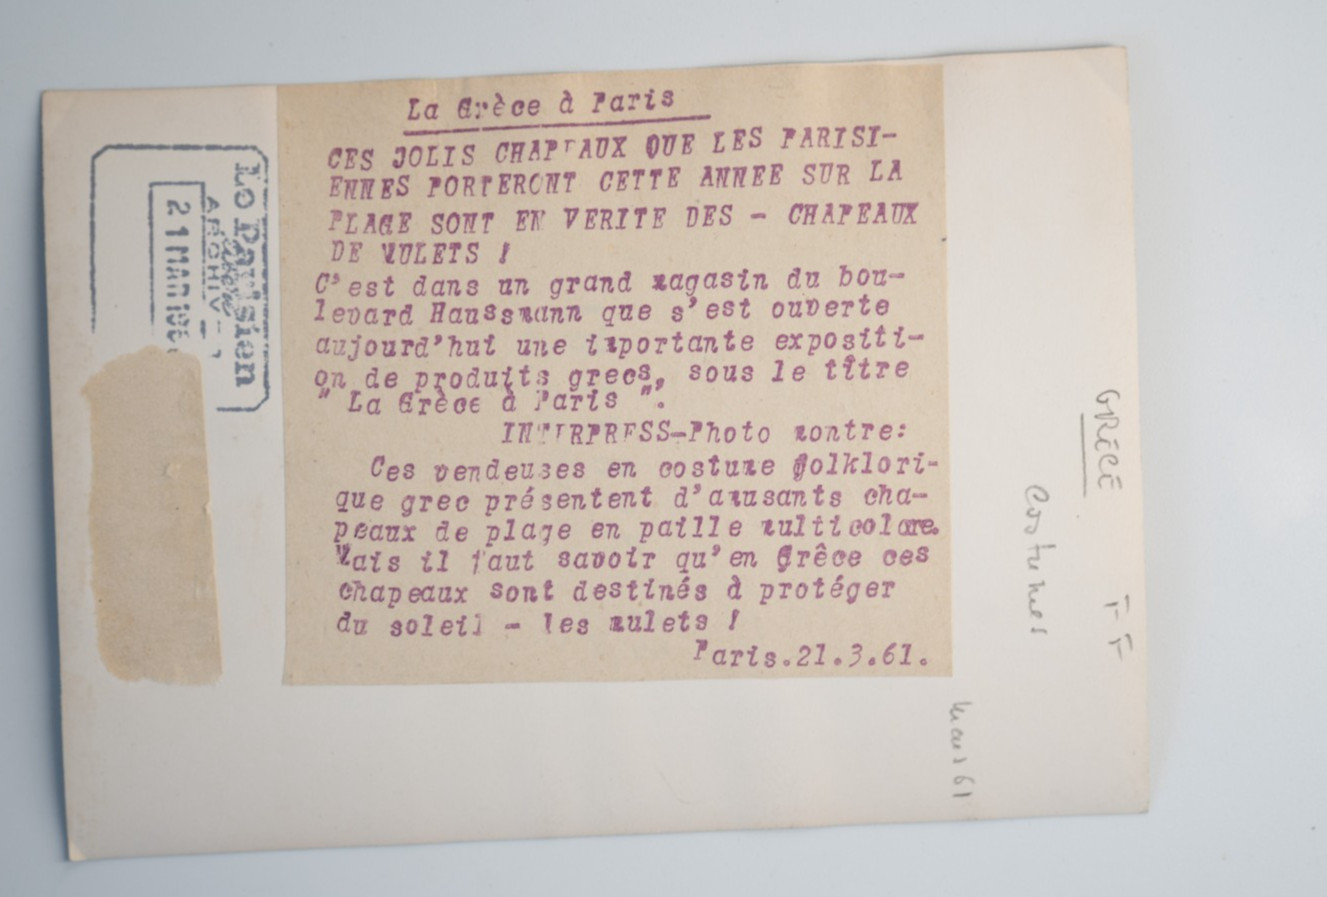 La Grèce à Paris
CES JOLIS CHAPEAUX QUE LES PARISI-
ENNES PORTERONT CETTE ANNEE SUR LA
PLAGE SONT EN VERITE DES - CHAPEAUX
DE MULETS !
C'est dans un grand magasin du bou-
levard Haussmann que s'est ouverte
aujourd'hui une importante expositi-
on de produits grecs, sous le tître
" La Grèce à Paris ".
INTERPRESS-Photo montre:
Ces vendeuses en costume folklori-
que grec présentent d'amusants cha-
peaux de plage en paille multicolore.
Mais il faut savoir qu'en Grêce ces
chapeaux sont destinés à protéger
du soleil - les mulets !
Paris.21.3.61.
Le Parisien
ARCHIV
21 MAR 196
GRECE
Costumes
FF
Mars 61